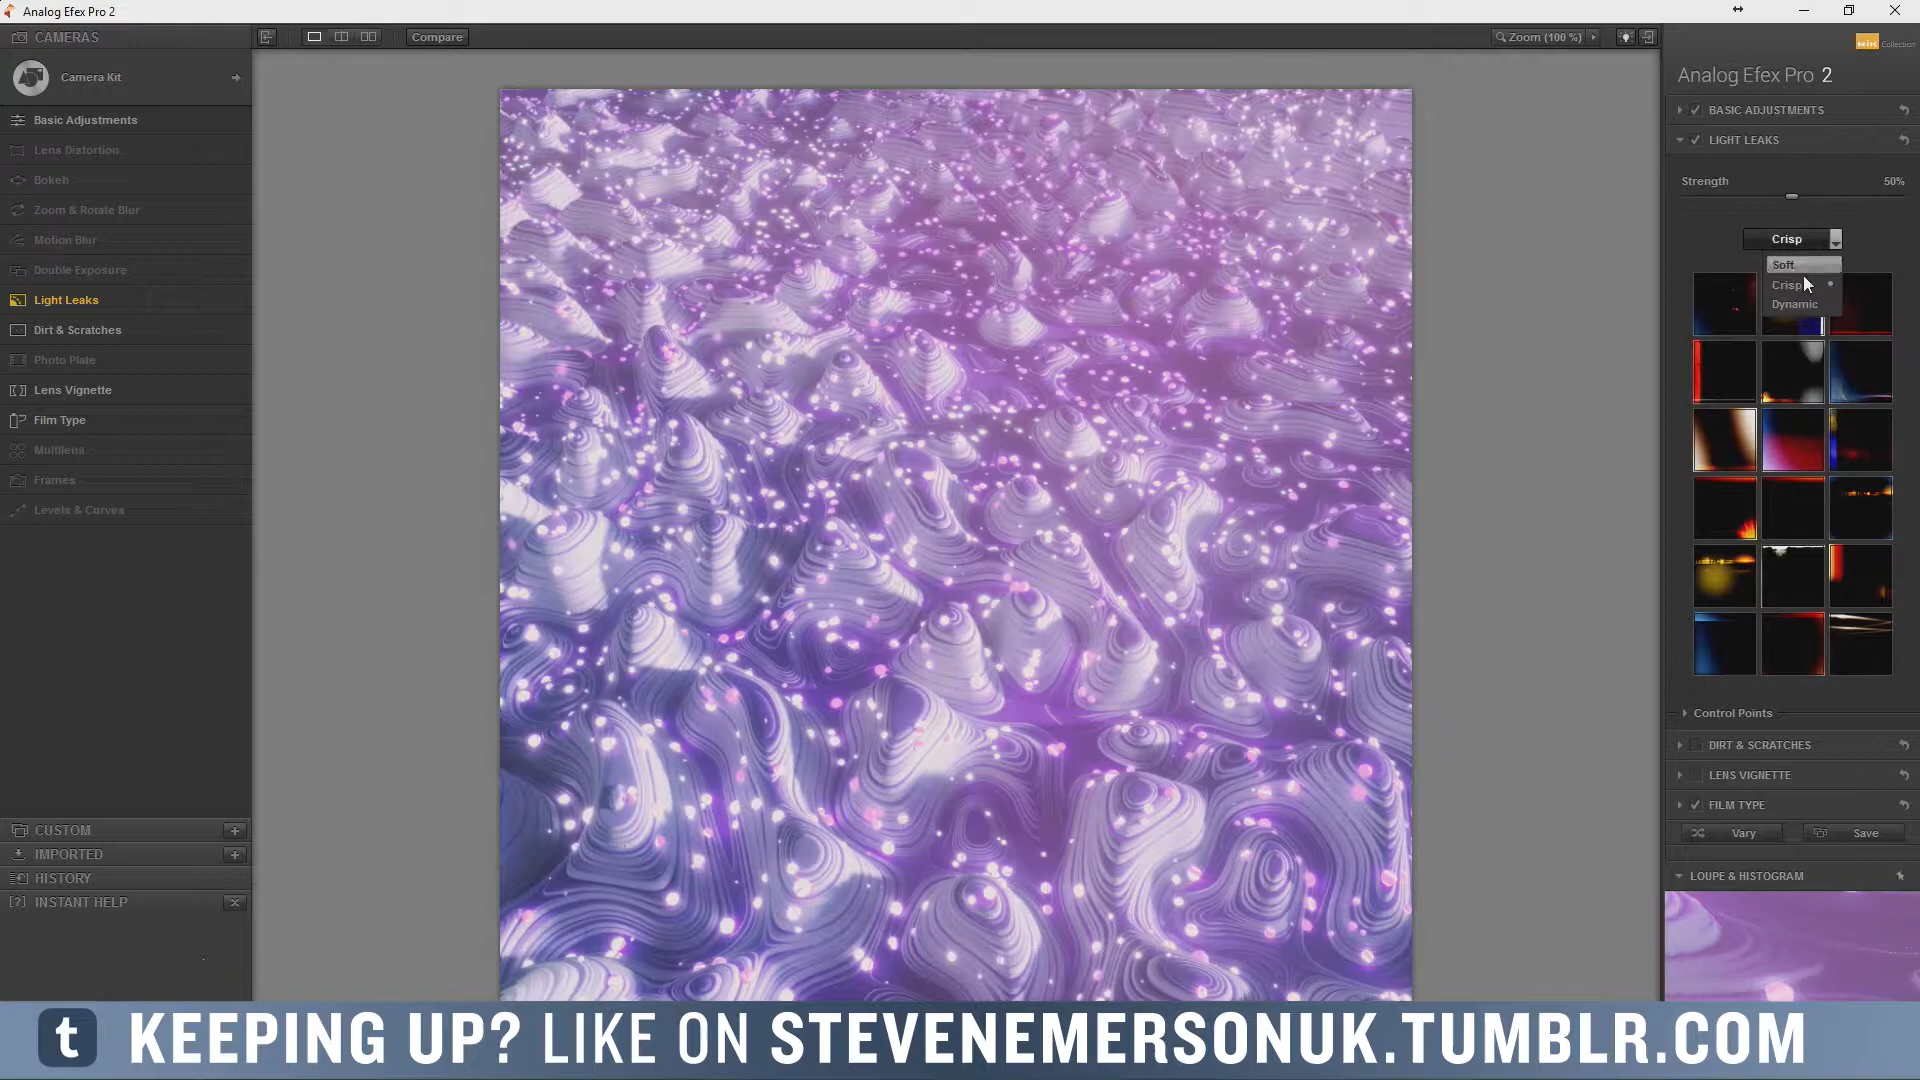 Analog Efex Pro 2
CAMERAS
Camera Kit
Basic Adjustments
Lens Distortion
Bokeh
Zoom & Rotate Blur
Motion Blur
Double Exposure
Light Leaks
Dirt & Scratches
Photo Plate
Lens Vignette
Film Type
Multilens
Frames
Levels & Curves
CUSTOM
IMPORTED
HISTORY
[?] INSTANT HELP
Compare
Zoom (100 %)
Nik Collection
Analog Efex Pro 2
BASIC ADJUSTMENTS
LIGHT LEAKS
Strength 50%
Crisp
Soft
Crisp
Dynamic
Control Points
DIRT & SCRATCHES
LENS VIGNETTE
FILM TYPE
Vary Save
LOUPE & HISTOGRAM
t KEEPING UP? LIKE ON STEVENEMERSONUK.TUMBLR.COM